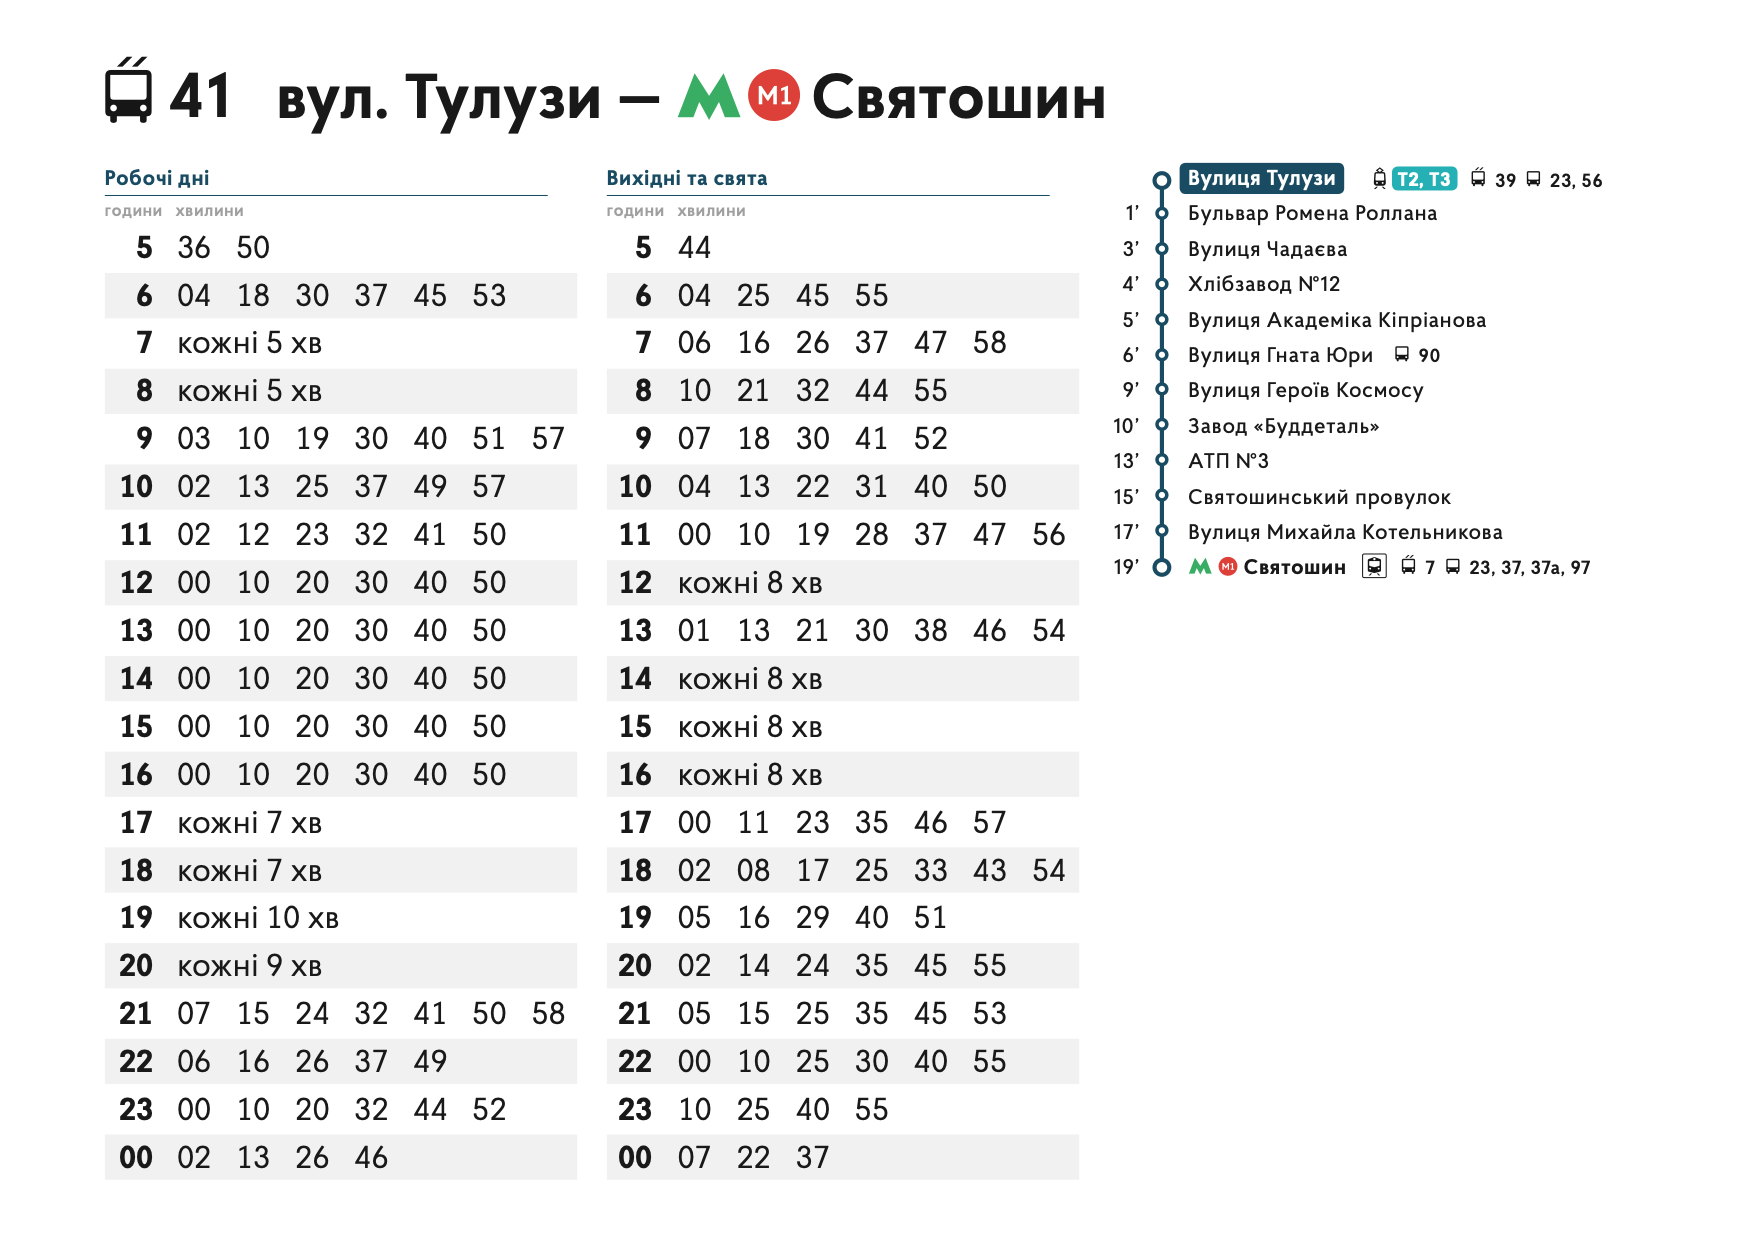 41 вул. Тулузи — М М1 Святошин
Робочі дні
години хвилини
5 36 50
6 04 18 30 37 45 53
7 кожні 5 хв
8 кожні 5 хв
9 03 10 19 30 40 51 57
10 02 13 25 37 49 57
11 02 12 23 32 41 50
12 00 10 20 30 40 50
13 00 10 20 30 40 50
14 00 10 20 30 40 50
15 00 10 20 30 40 50
16 00 10 20 30 40 50
17 кожні 7 хв
18 кожні 7 хв
19 кожні 10 хв
20 кожні 9 хв
21 07 15 24 32 41 50 58
22 06 16 26 37 49
23 00 10 20 32 44 52
00 02 13 26 46
Вихідні та свята
години хвилини
5 44
6 04 25 45 55
7 06 16 26 37 47 58
8 10 21 32 44 55
9 07 18 30 41 52
10 04 13 22 31 40 50
11 00 10 19 28 37 47 56
12 кожні 8 хв
13 01 13 21 30 38 46 54
14 кожні 8 хв
15 кожні 8 хв
16 кожні 8 хв
17 00 11 23 35 46 57
18 02 08 17 25 33 43 54
19 05 16 29 40 51
20 02 14 24 35 45 55
21 05 15 25 35 45 53
22 00 10 25 30 40 55
23 10 25 40 55
00 07 22 37
Вулиця Тулузи Т2, Т3 39 23, 56
1’ Бульвар Ромена Роллана
3’ Вулиця Чадаєва
4’ Хлібзавод №12
5’ Вулиця Академіка Кіпріанова
6’ Вулиця Гната Юри 90
9’ Вулиця Героїв Космосу
10’ Завод «Буддеталь»
13’ АТП №3
15’ Святошинський провулок
17’ Вулиця Михайла Котельникова
19’ М М1 Святошин 7 23, 37, 37а, 97